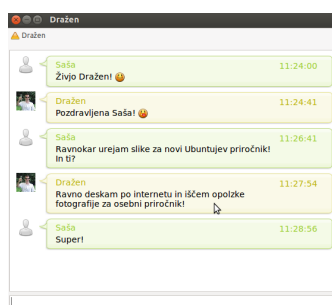 Dražen
Dražen
Saša 11:24:00
Živjo Dražen!
Dražen 11:24:41
Pozdravljena Saša!
Saša 11:26:41
Ravnokar urejam slike za novi Ubuntujev priročnik!
In ti?
Dražen 11:27:54
Ravno deskam po internetu in iščem opolzke
fotografije za osebni priročnik!
Saša 11:28:56
Super!